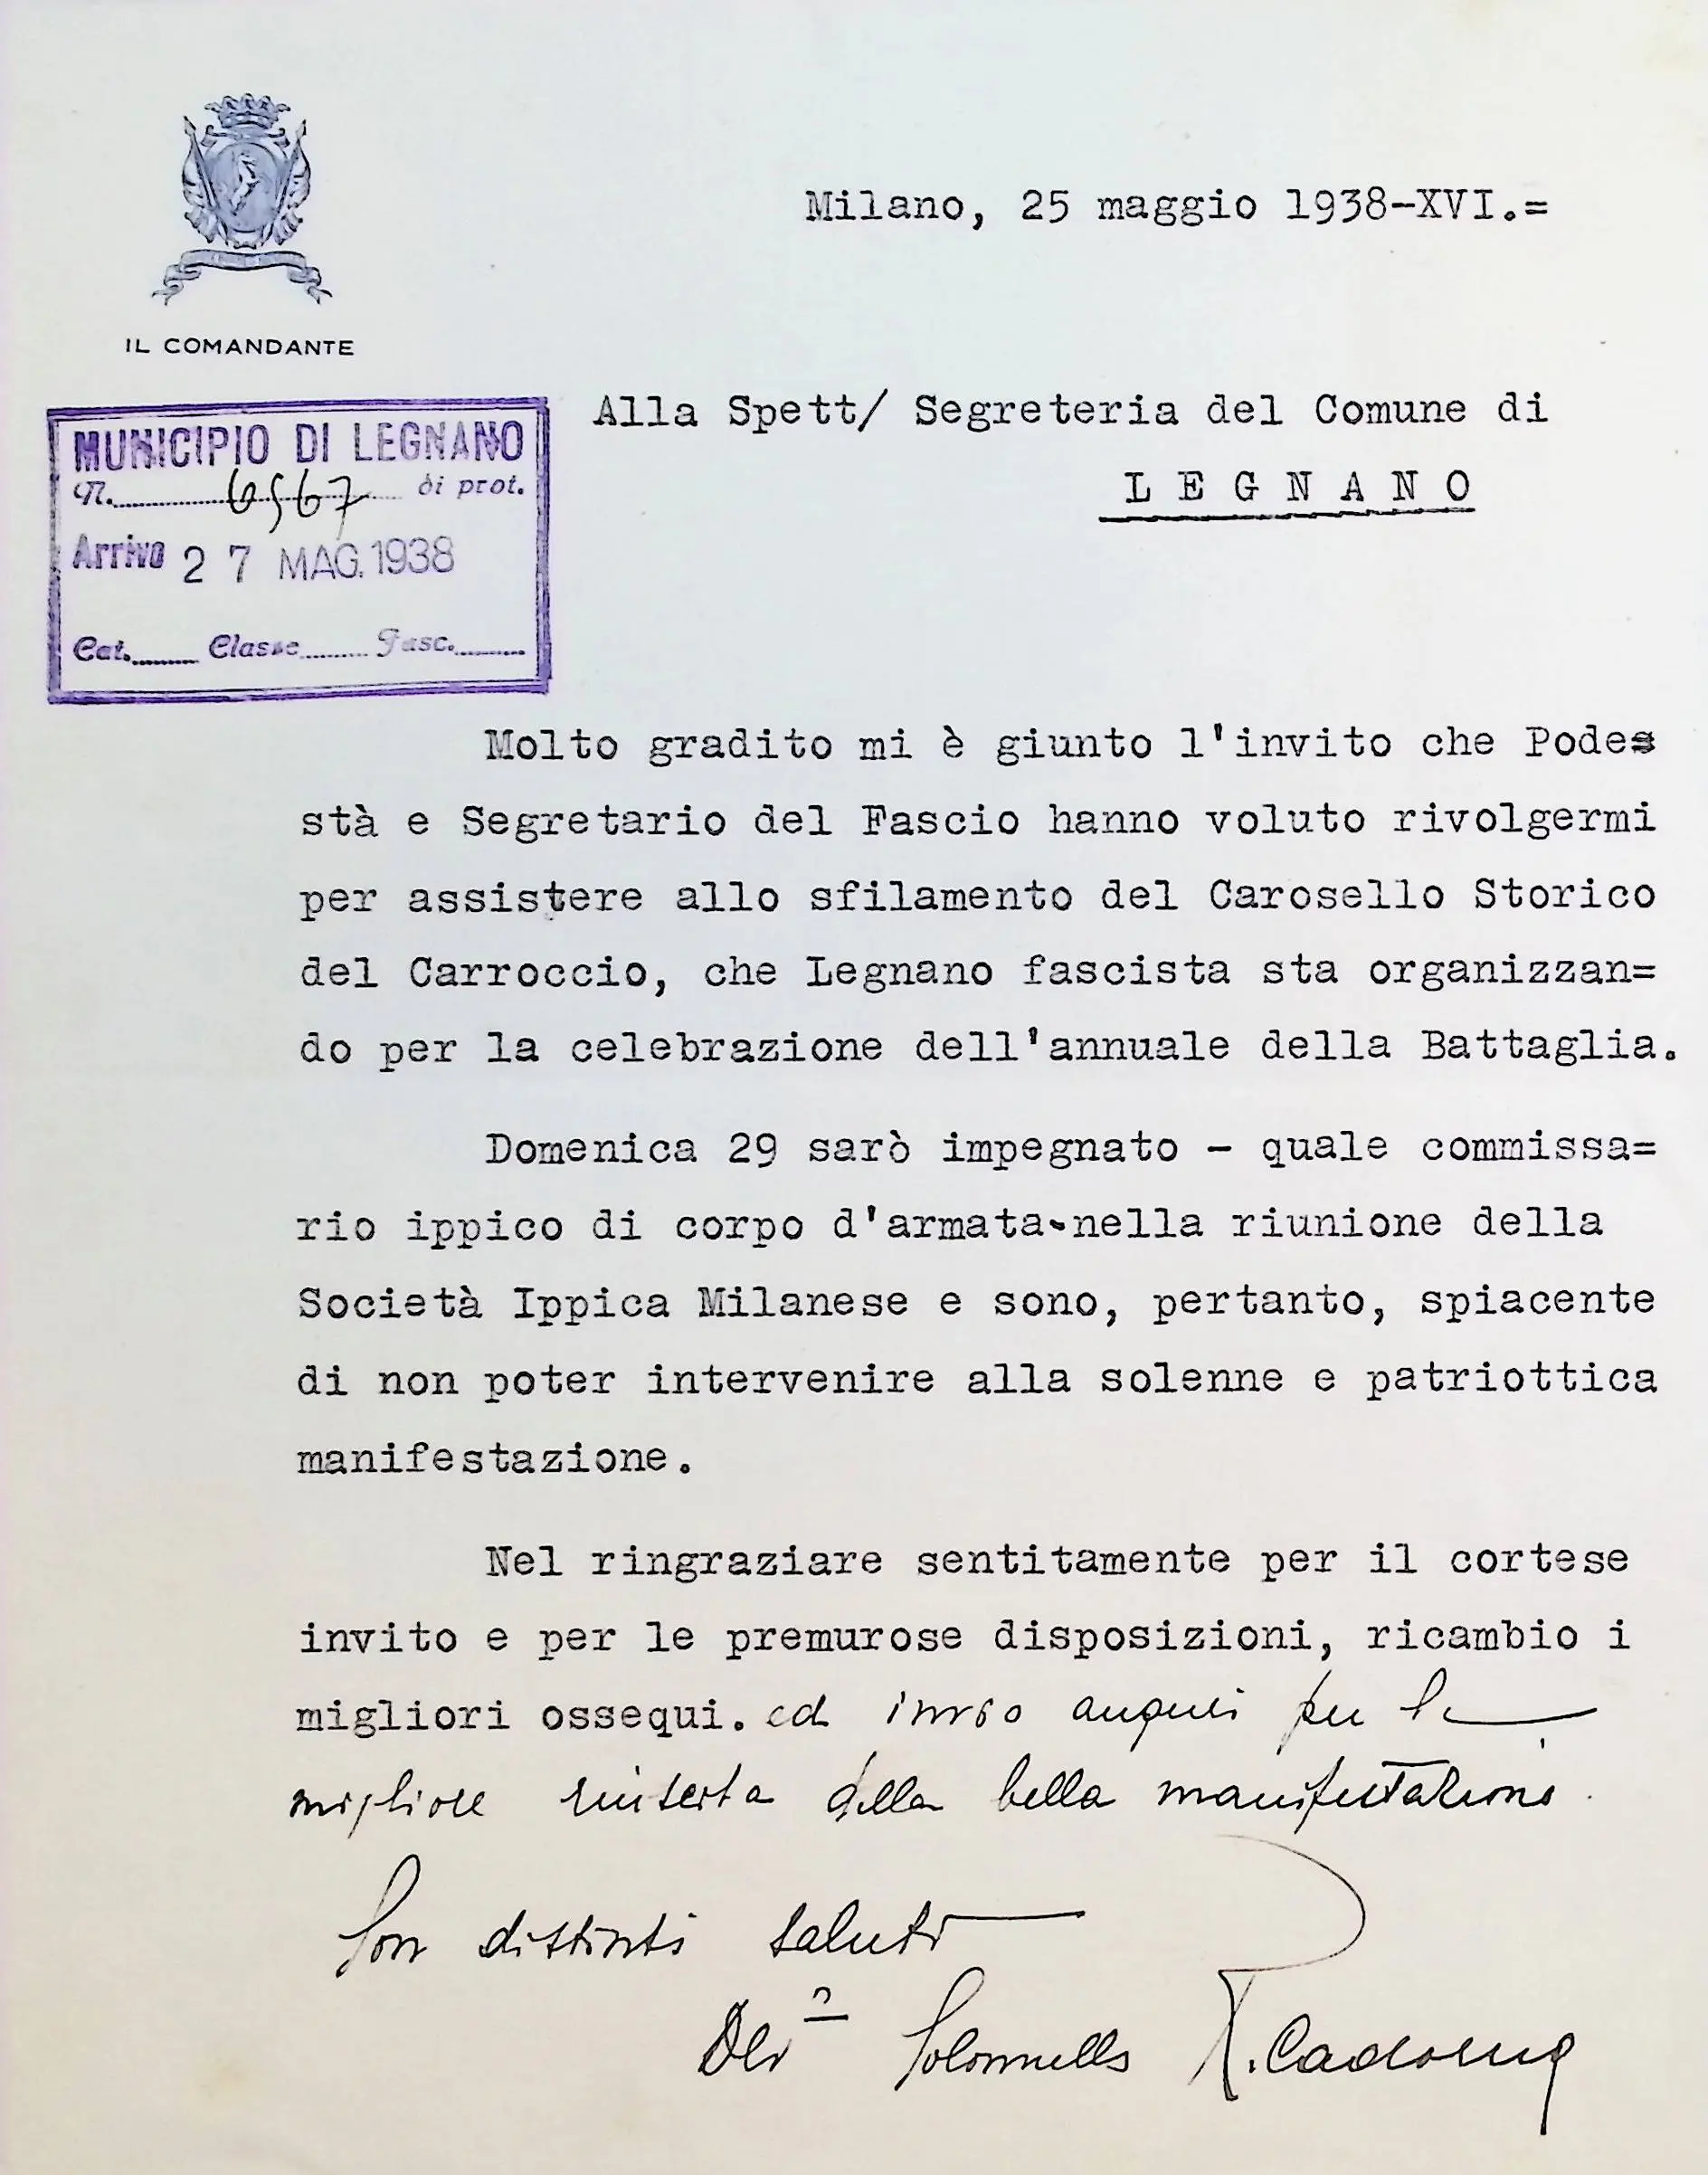 Milano, 25 maggio 1938-XVI.=
IL COMANDANTE
Alla Spett/ Segreteria del Comune di
LEGNANO
MUNICIPIO DI LEGNANO
N. 6567 di prot.
Arrivo 27 MAG. 1938
Cat. Classe Fasc.
Molto gradito mi è giunto l'invito che Pode=
stà e Segretario del Fascio hanno voluto rivolgermi
per assistere allo sfilamento del Carosello Storico
del Carroccio, che Legnano fascista sta organizzan=
do per la celebrazione dell'annuale della Battaglia.
Domenica 29 sarò impegnato - quale commissa=
rio ippico di corpo d'armata-nella riunione della
Società Ippica Milanese e sono, pertanto, spiacente
di non poter intervenire alla solenne e patriottica
manifestazione.
Nel ringraziare sentitamente per il cortese
invito e per le premurose disposizioni, ricambio i
migliori ossequi. ed invio auguri per la
migliore riuscita della bella manifestazione.
Con distinti saluti
Dev Colonnello R. Cadorna